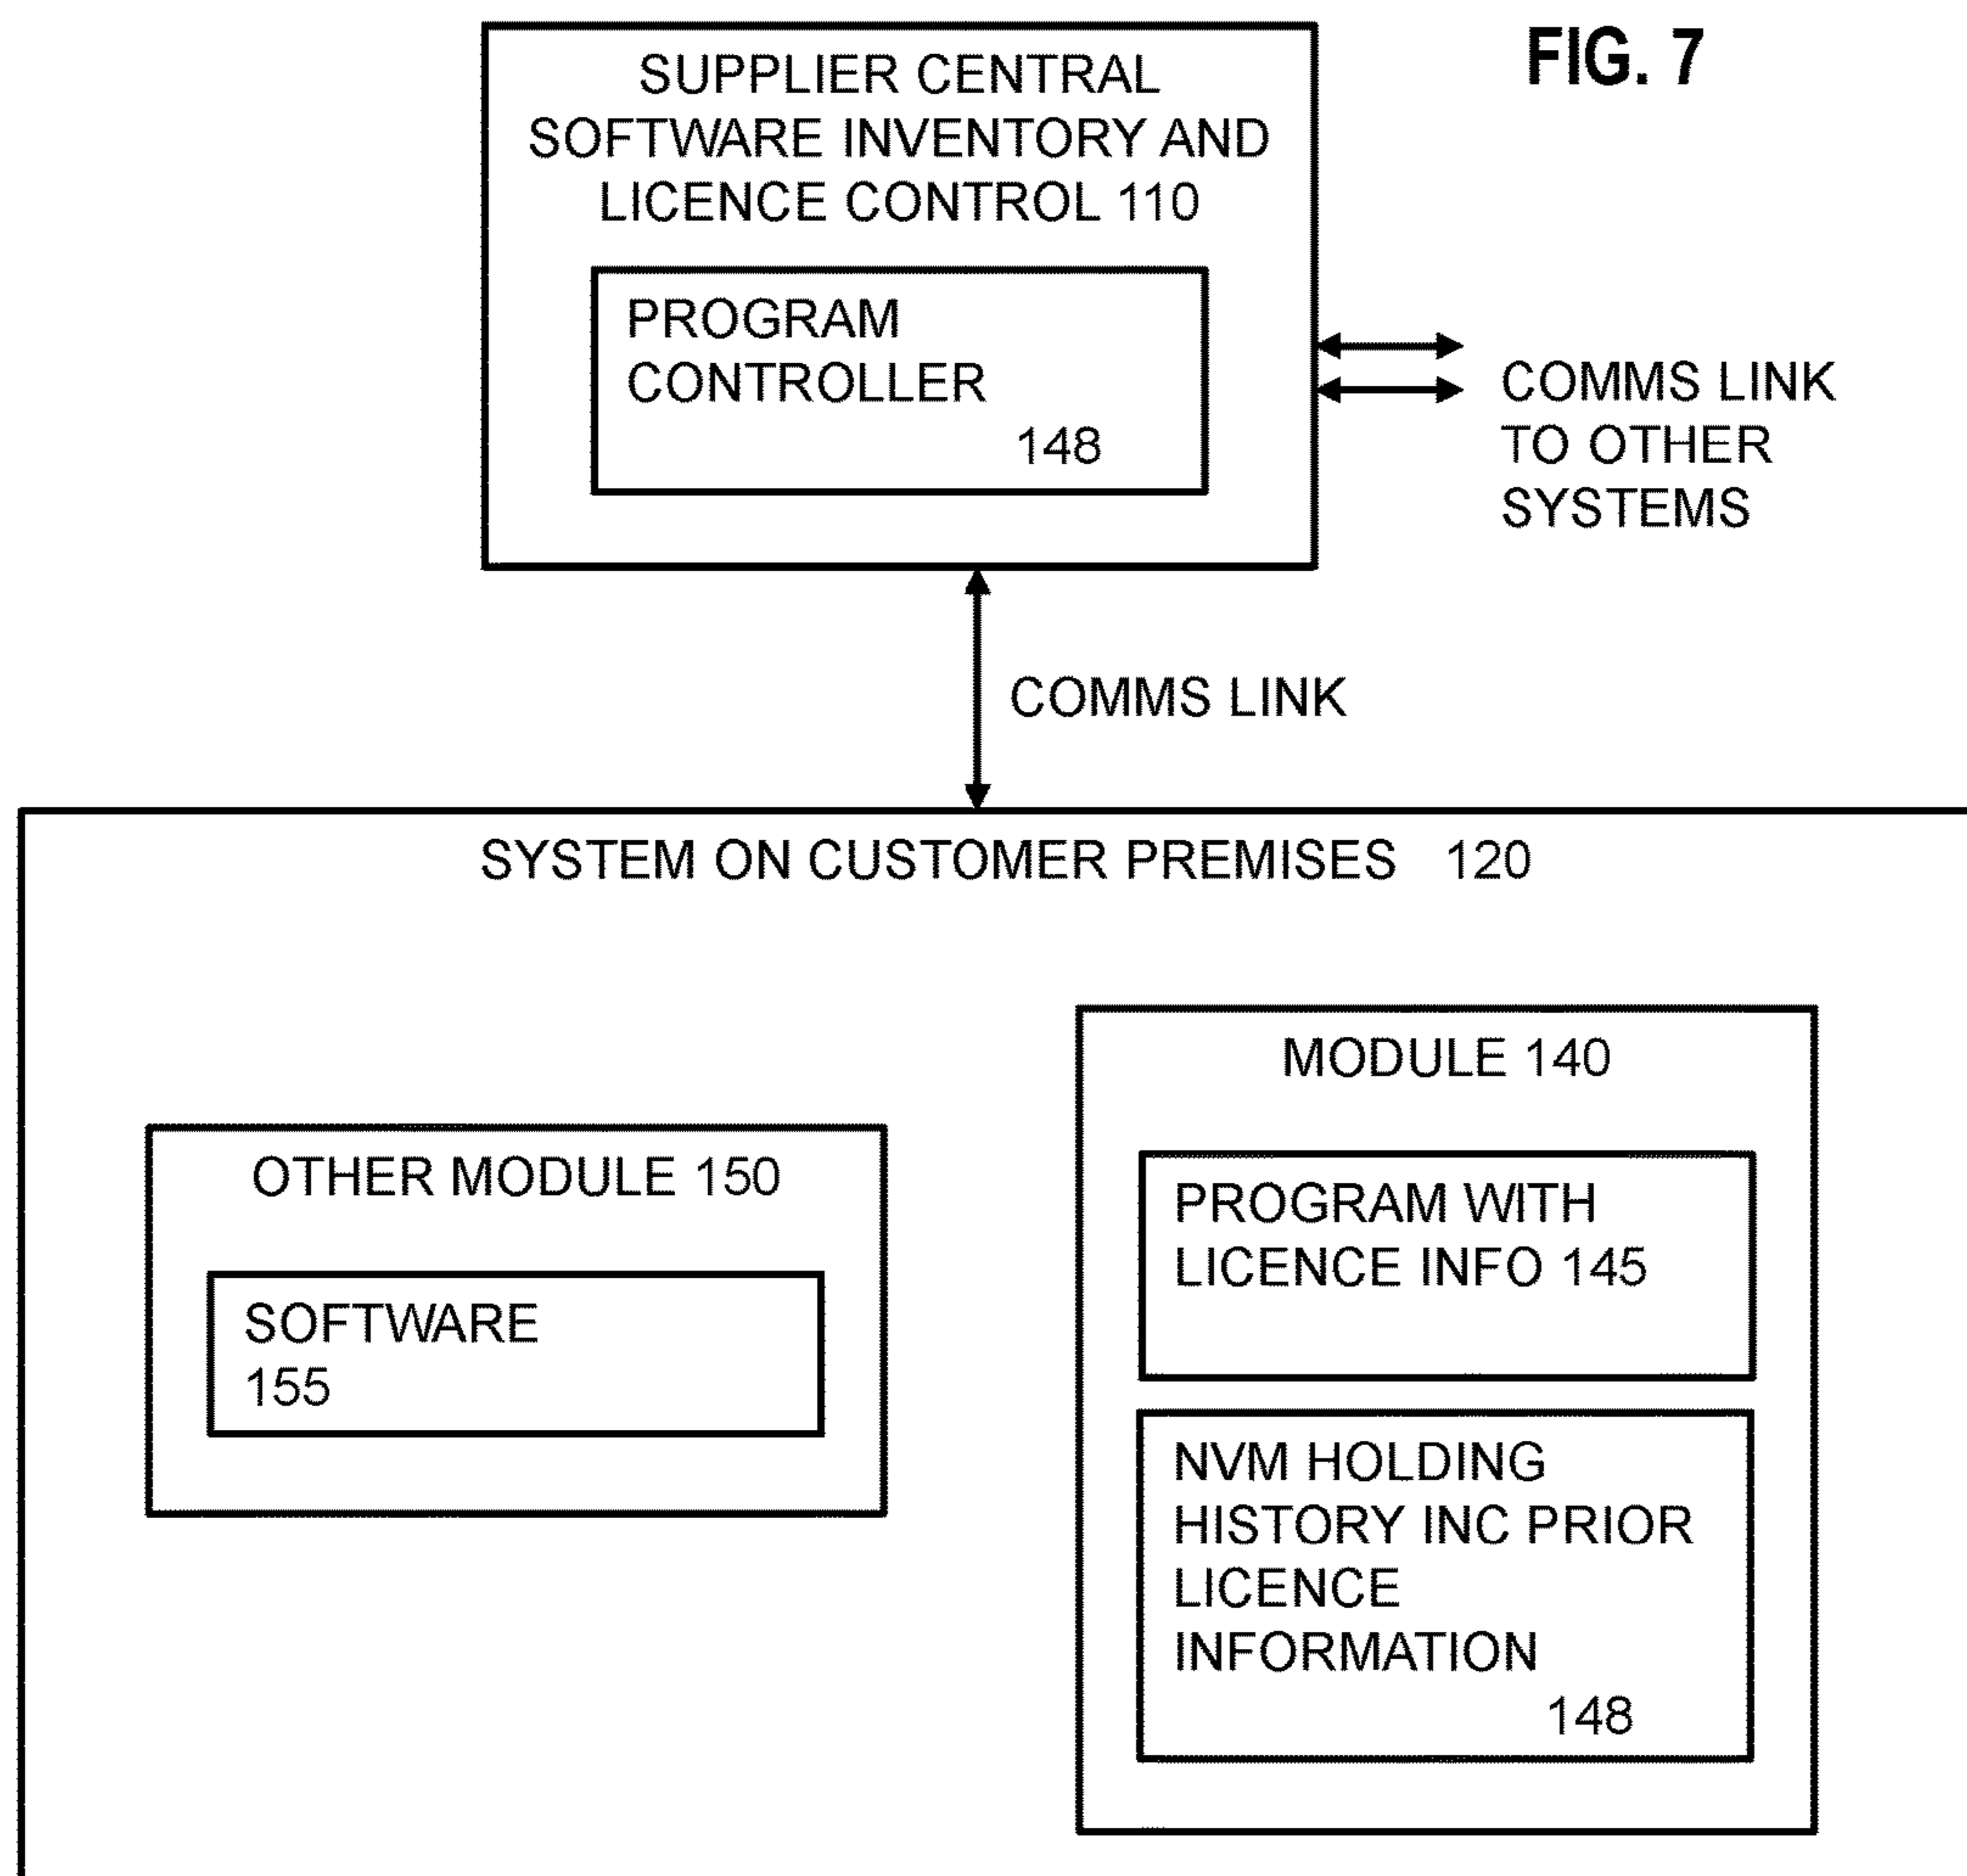 FIG. 7
SUPPLIER CENTRAL
SOFTWARE INVENTORY AND
LICENCE CONTROL 110
PROGRAM
CONTROLLER
148
COMMS LINK
TO OTHER
SYSTEMS
COMMS LINK
SYSTEM ON CUSTOMER PREMISES 120
OTHER MODULE 150
SOFTWARE
155
MODULE 140
PROGRAM WITH
LICENCE INFO 145
NVM HOLDING
HISTORY INC PRIOR
LICENCE
INFORMATION
148